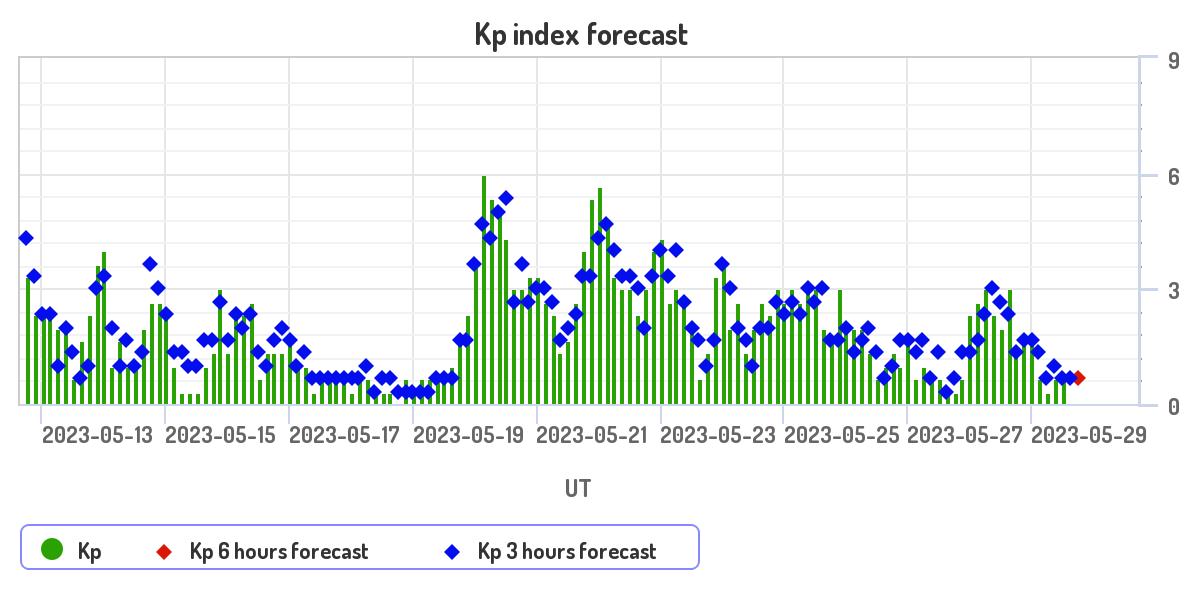 Kp index forecast
9
6
3
0
2023-05-13 2023-05-15 2023-05-17 2023-05-19 2023-05-21 2023-05-23 2023-05-25 2023-05-27 2023-05-29
UT
Kp Kp 6 hours forecast Kp 3 hours forecast